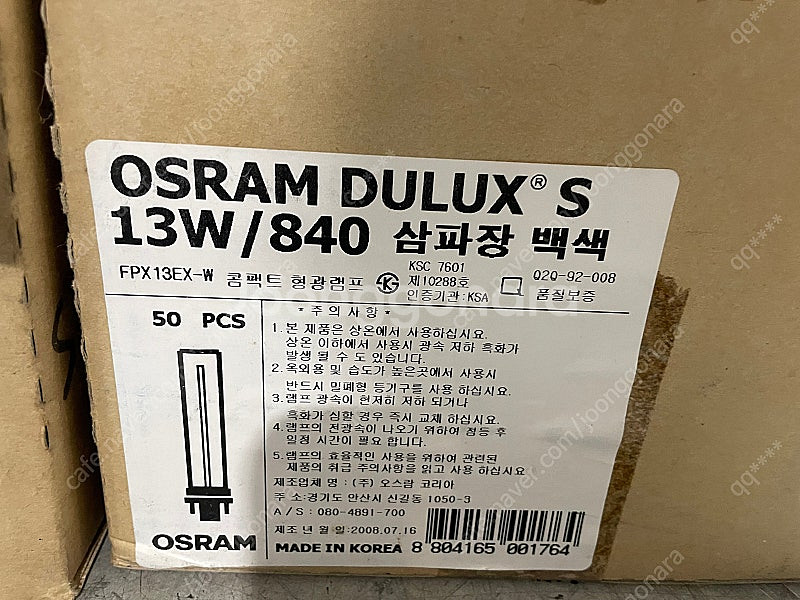 OSRAM DULUX® S
13W/840 삼파장 백색
FPX13EX-W 콤팩트 형광램프
KSC 7601
제10288호
인증기관:KSA
Q2Q-92-008
품질보증
50 PCS
*주의사항*
1.본 제품은 상온에서 사용하십시요.
상온 이하에서 사용시 광속 저하 흑화가
발생 될 수 도 있습니다.
2.옥외용 및 습도가 높은곳에서 사용시
반드시 밀폐형 등기구를 사용 하십시요.
3.램프 광속이 현저히 저하 되거나
흑화가 심할 경우 즉시 교체 하십시요.
4.램프의 전광속이 나오기 위하여 점등 후
일정 시간이 필요 합니다.
5.램프의 효율적인 사용을 위하여 관련된
제품의 취급 주의사항을 읽고 사용 하십시요
제조업체 명 : (주) 오스람 코리아
주 소:경기도 안산시 신길동 1050-3
A/S : 080-4891-700
제조 년 월 일:2008.07.16
OSRAM
MADE IN KOREA
8 804165 001764